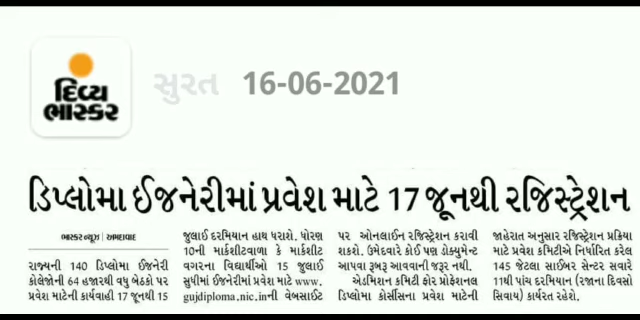 દિવ્ય
ભાસ્કર
સુરત 16-06-2021
ડિપ્લોમા ઈજનેરીમાં પ્રવેશ માટે 17 જૂનથી રજિસ્ટ્રેશન
ભાસ્કર ન્યૂઝ | અમદાવાદ
રાજ્યની 140 ડિપ્લોમા ઈજનેરી
કોલેજોની 64 હજારથી વધુ બેઠકો પર
પ્રવેશ માટેની કાર્યવાહી 17 જૂનથી 15
જુલાઈ દરમિયાન હાથ ધરાશે. ધોરણ
10ની માર્કશીટવાળા કે માર્કશીટ
વગરના વિદ્યાર્થીઓ 15 જુલાઈ
સુધીમાં ઈજનેરીમાં પ્રવેશ માટે www.
gujdiploma.nic.inની વેબસાઈટ
પર ઓનલાઈન રજિસ્ટ્રેશન કરાવી
શકશે. ઉમેદવારે કોઈ પણ ડોક્યુમેન્ટ
આપવા રૂબરૂ આવવાની જરૂર નથી.
એડમિશન કમિટી ફોર પ્રોફેશનલ
ડિપ્લોમા કોર્સીસના પ્રવેશ માટેની
જાહેરાત અનુસાર રજિસ્ટ્રેશન પ્રક્રિયા
માટે પ્રવેશ કમિટીએ નિર્ધારિત કરેલ
145 જેટલા સાઈબર સેન્ટર સવારે
11થી પાંચ દરમિયાન (રજાના દિવસો
સિવાય) કાર્યરત રહેશે.